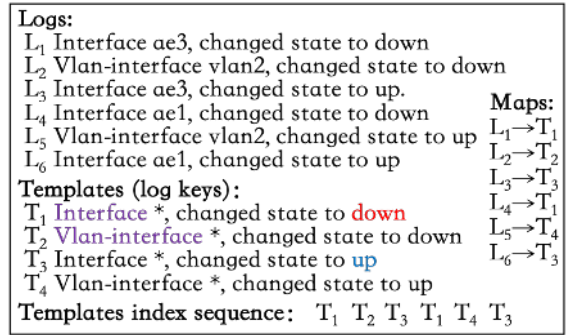 Logs:
L₁ Interface ae3, changed state to down
L₂ Vlan-interface vlan2, changed state to down
L₃ Interface ae3, changed state to up.
L₄ Interface ae1, changed state to down
L₅ Vlan-interface vlan2, changed state to up
L₆ Interface ae1, changed state to up
Maps:
L₁→T₁
L₂→T₂
L₃→T₃
L₄→T₁
L₅→T₄
L₆→T₃
Templates (log keys):
T₁ Interface *, changed state to down
T₂ Vlan-interface *, changed state to down
T₃ Interface *, changed state to up
T₄ Vlan-interface *, changed state to up
Templates index sequence: T₁ T₂ T₃ T₁ T₄ T₃